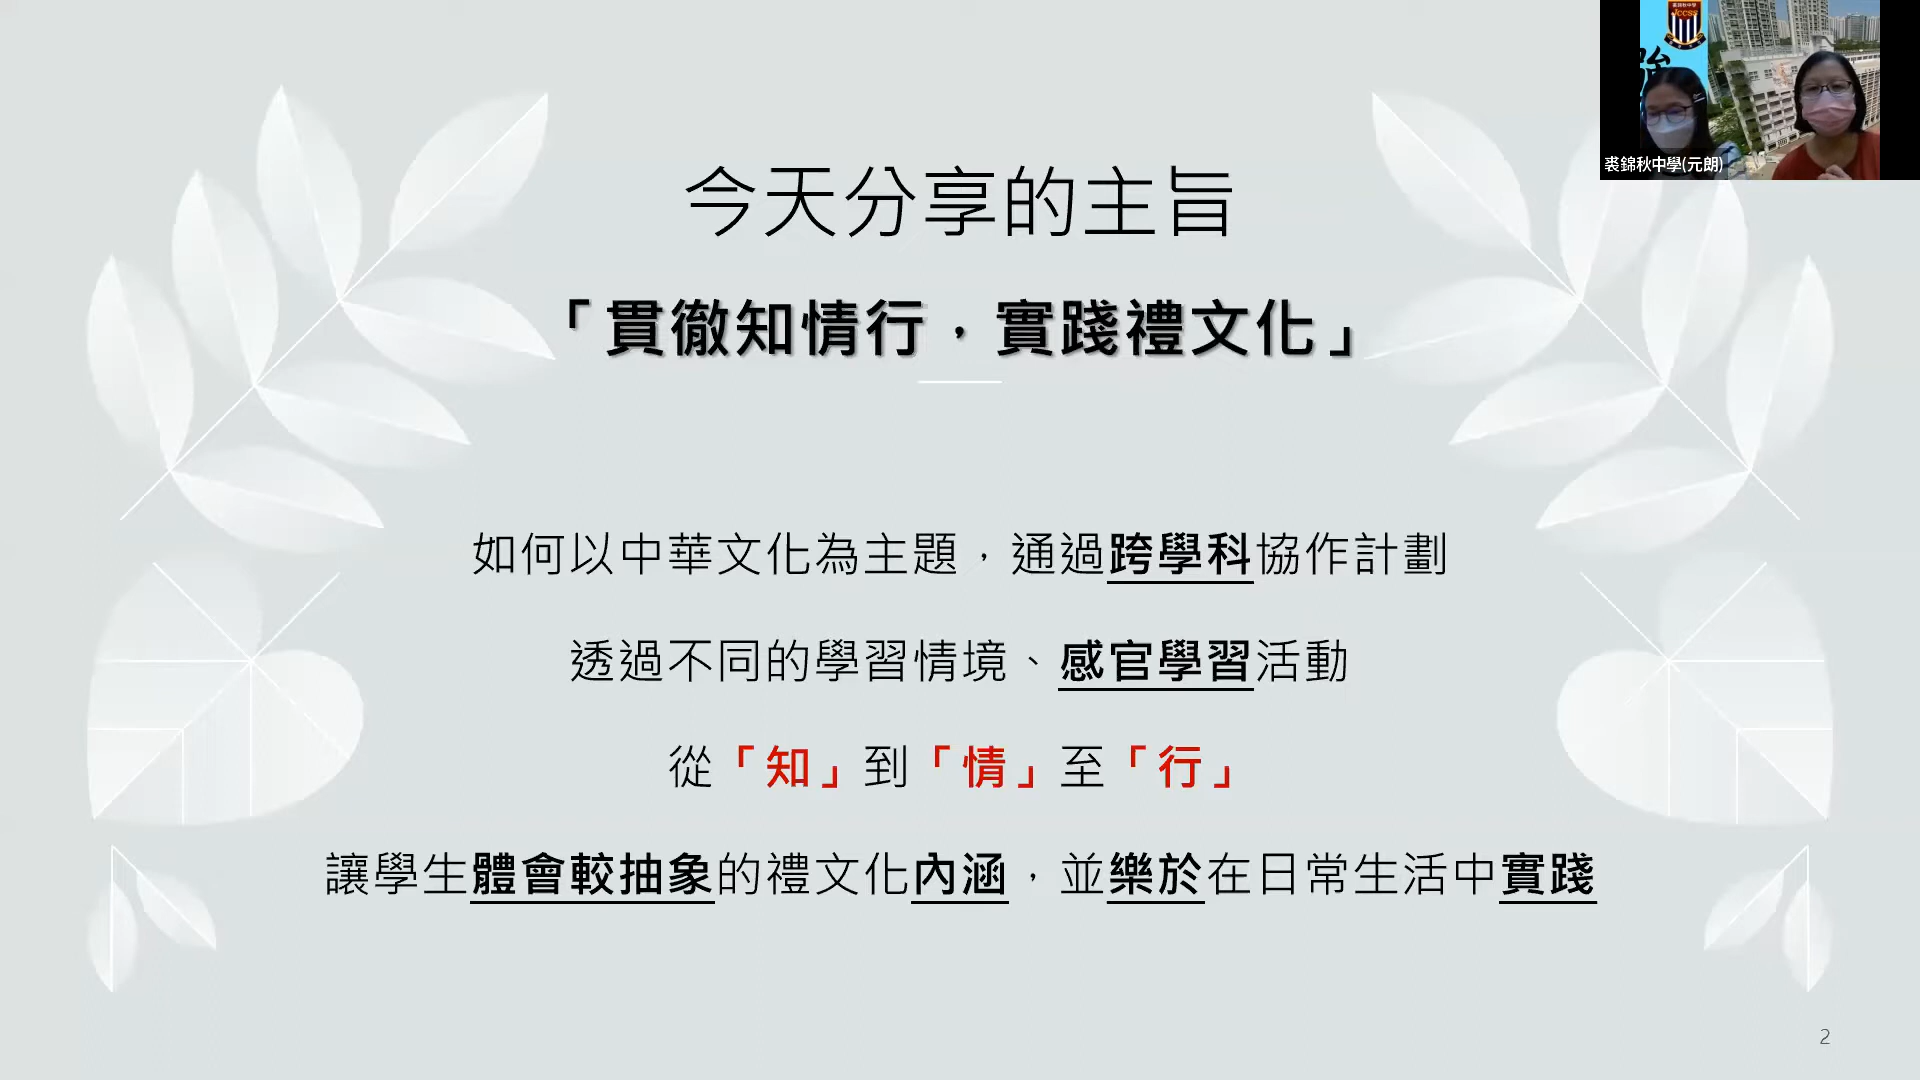 今天分享的主旨
「貫徹知情行，實踐禮文化」
如何以中華文化為主題，通過跨學科協作計劃
透過不同的學習情境、感官學習活動
從「知」到「情」至「行」
讓學生體會較抽象的禮文化內涵，並樂於在日常生活中實踐
裘錦秋中學(元朗)
JCCSS
2